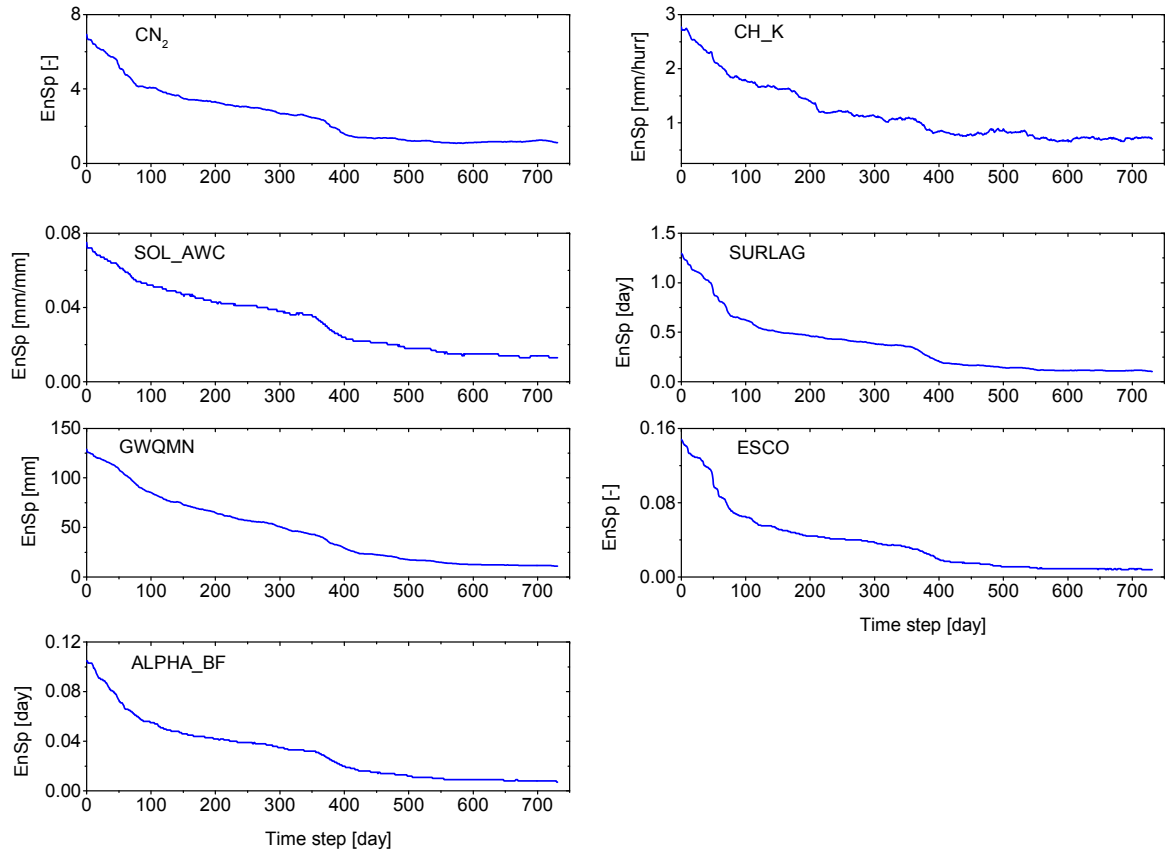 CN2
EnSp [-]
8
4
0
0 100 200 300 400 500 600 700
CH_K
EnSp [mm/hurr]
3
2
1
0 100 200 300 400 500 600 700
SOL_AWC
EnSp [mm/mm]
0.08
0.04
0.00
0 100 200 300 400 500 600 700
SURLAG
EnSp [day]
1.5
1.0
0.5
0.0
0 100 200 300 400 500 600 700
GWQMN
EnSp [mm]
150
100
50
0
0 100 200 300 400 500 600 700
ESCO
EnSp [-]
0.16
0.08
0.00
0 100 200 300 400 500 600 700
Time step [day]
ALPHA_BF
EnSp [day]
0.12
0.04
0.00
0 100 200 300 400 500 600 700
Time step [day]